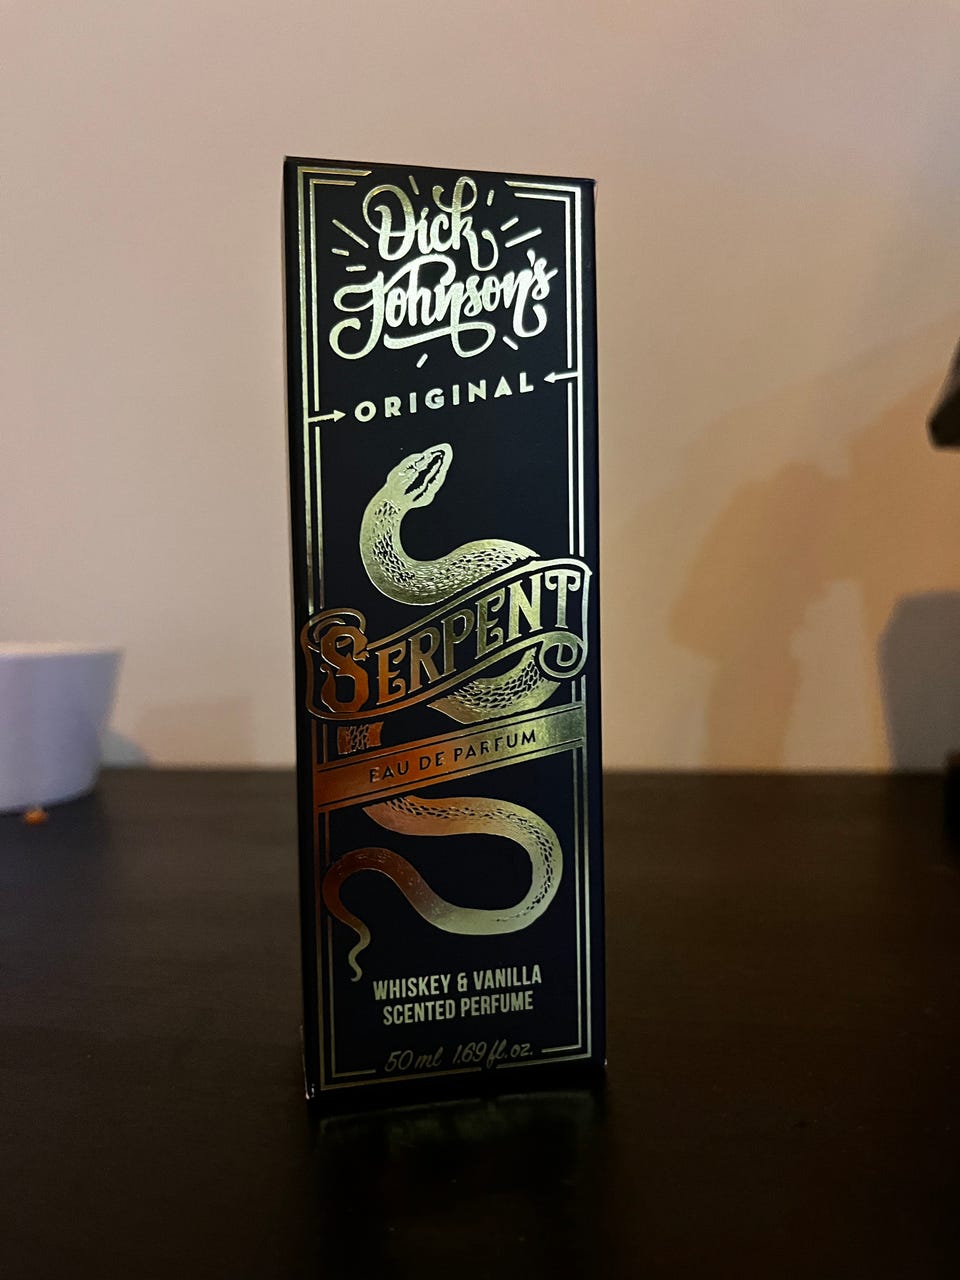 Dick
Johnson's
ORIGINAL
SERPENT
EAU DE PARFUM
WHISKEY & VANILLA
SCENTED PERFUME
50 ml 1.69 fl. oz.